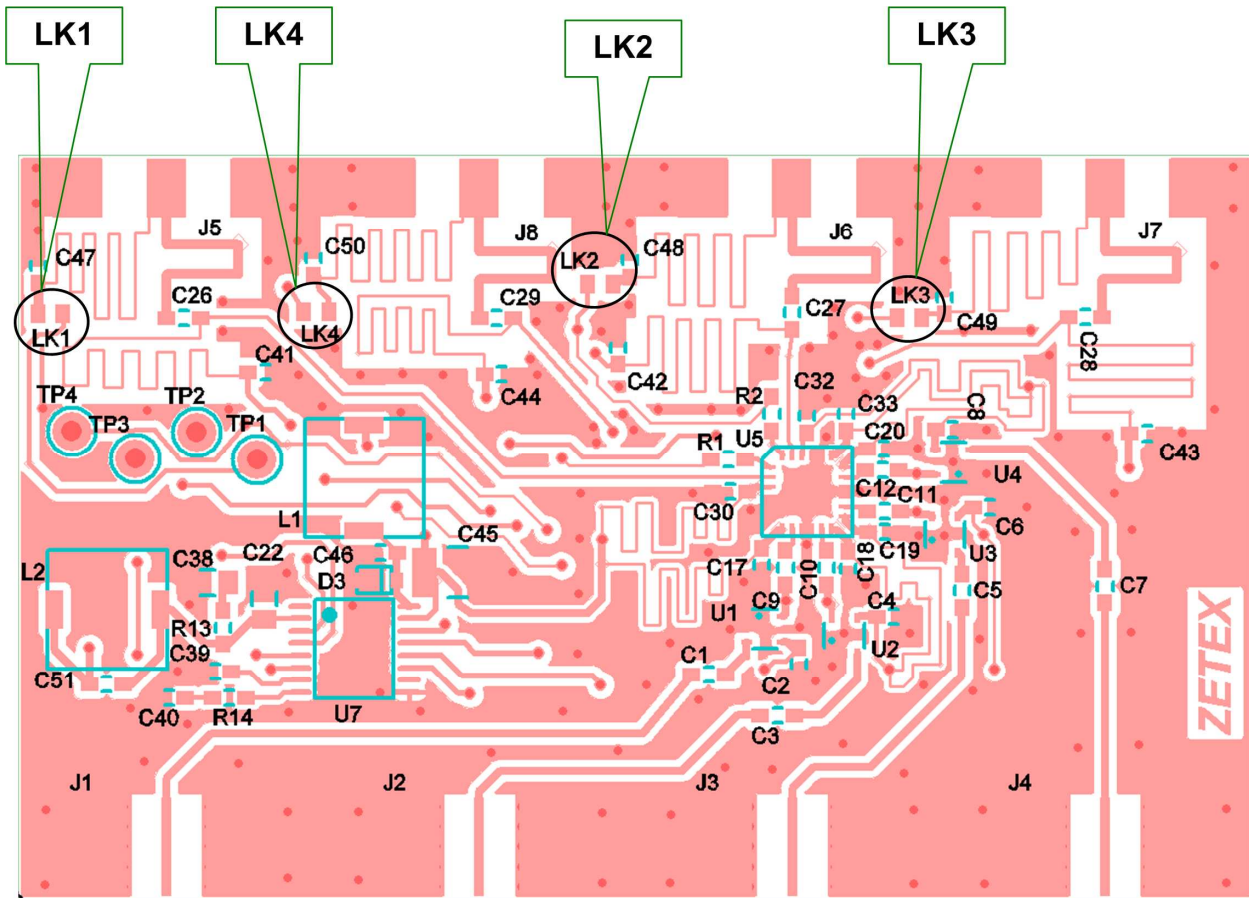 LK1
LK4
LK2
LK3
J5
J8
J6
J7
C47
C50
LK2
C48
LK3
LK1
C26
LK4
C29
C27
C49
C28
C41
C44
C42
R2
C32
C33
C8
TP4
TP3
TP2
TP1
R1
U5
C20
C43
U4
C12
C11
C30
C6
L1
C45
C46
C19
U3
L2
C38
C22
D3
C17
C10
C18
C5
C7
U1
C9
C4
R13
C39
U2
C1
C2
C51
C40
R14
U7
C3
J1
J2
J3
J4
ZETEX